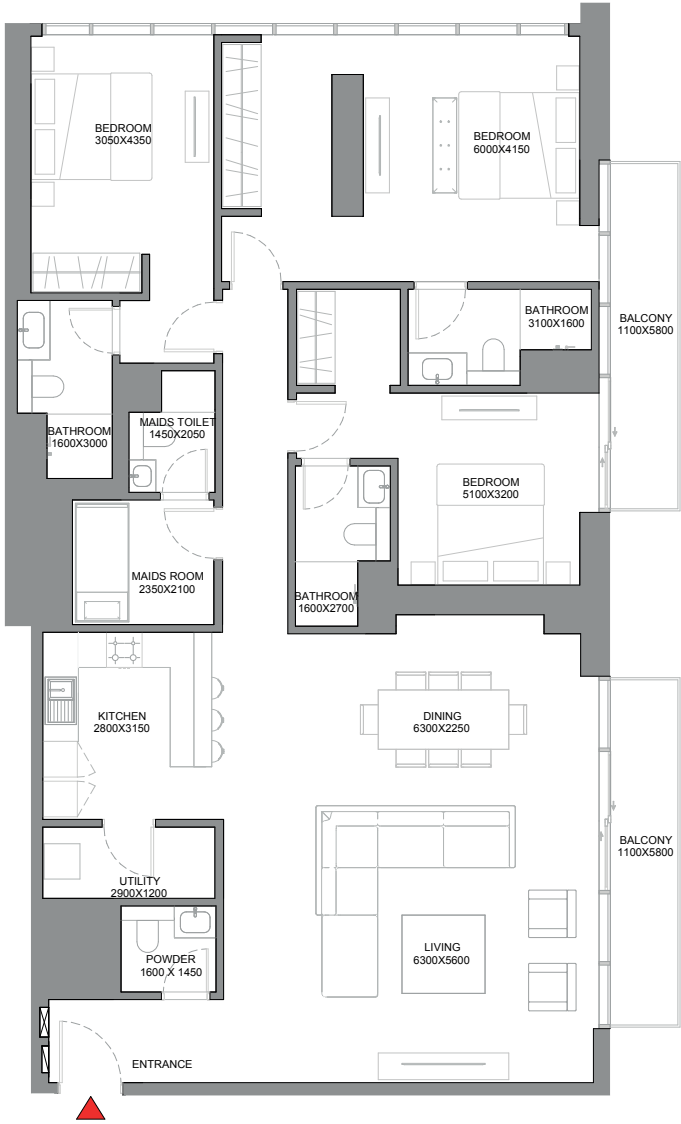 BEDROOM
3050X4350
BEDROOM
6000X4150
BATHROOM
3100X1600
BALCONY
1100X5800
MAIDS TOILET
1450X2050
BATHROOM
1600X3000
BEDROOM
5100X3200
MAIDS ROOM
2350X2100
BATHROOM
1600X2700
KITCHEN
2800X3150
DINING
6300X2250
BALCONY
1100X5800
UTILITY
2900X1200
LIVING
6300X5600
POWDER
1600 X 1450
ENTRANCE